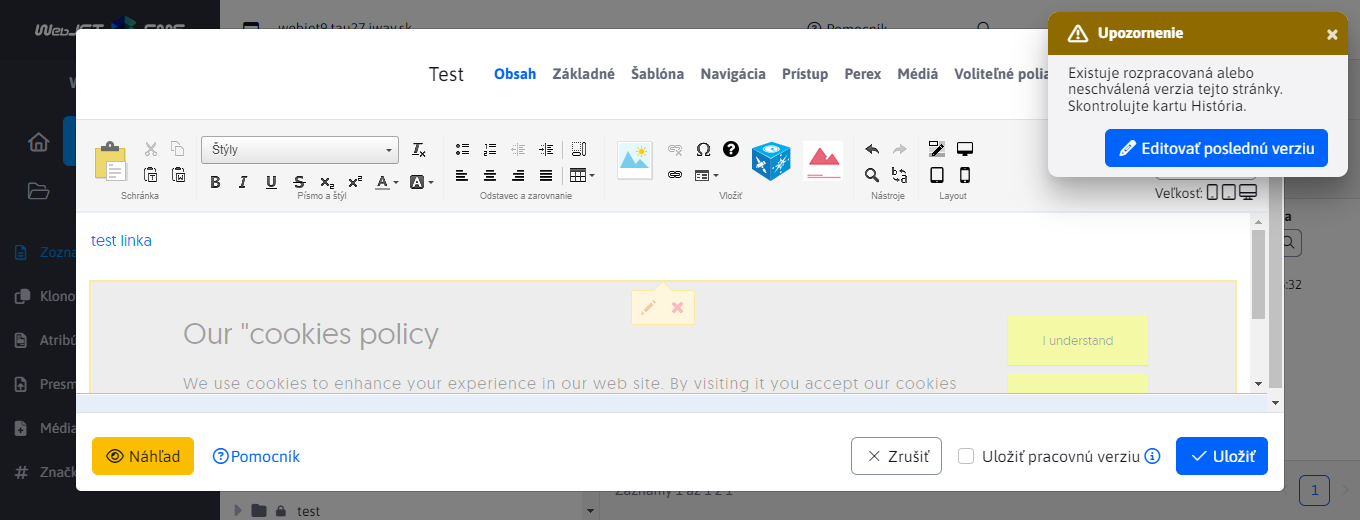 WebJET CMS
webjet9.tau27.iway.sk
Pomocník
Upozornenie
Existuje rozpracovaná alebo
neschválená verzia tejto stránky.
Skontrolujte kartu História.
Editovať poslednú verziu
Test
Obsah Základné Šablóna Navigácia Prístup Perex Médiá Voliteľné polia
Štýly
Schránka Písmo a štýl Odstavec a zarovnanie Vložiť Nástroje Layout
Veľkosť:
test linka
Our "cookies policy
I understand
We use cookies to enhance your experience in our web site. By visiting it you accept our cookies
Náhľad
Pomocník
Zrušiť
Uložiť pracovnú verziu
Uložiť
Zozna
Klono
Atribú
Presm
Média
Značk
:32
Záznamy 1 až 1 z 1
1
test